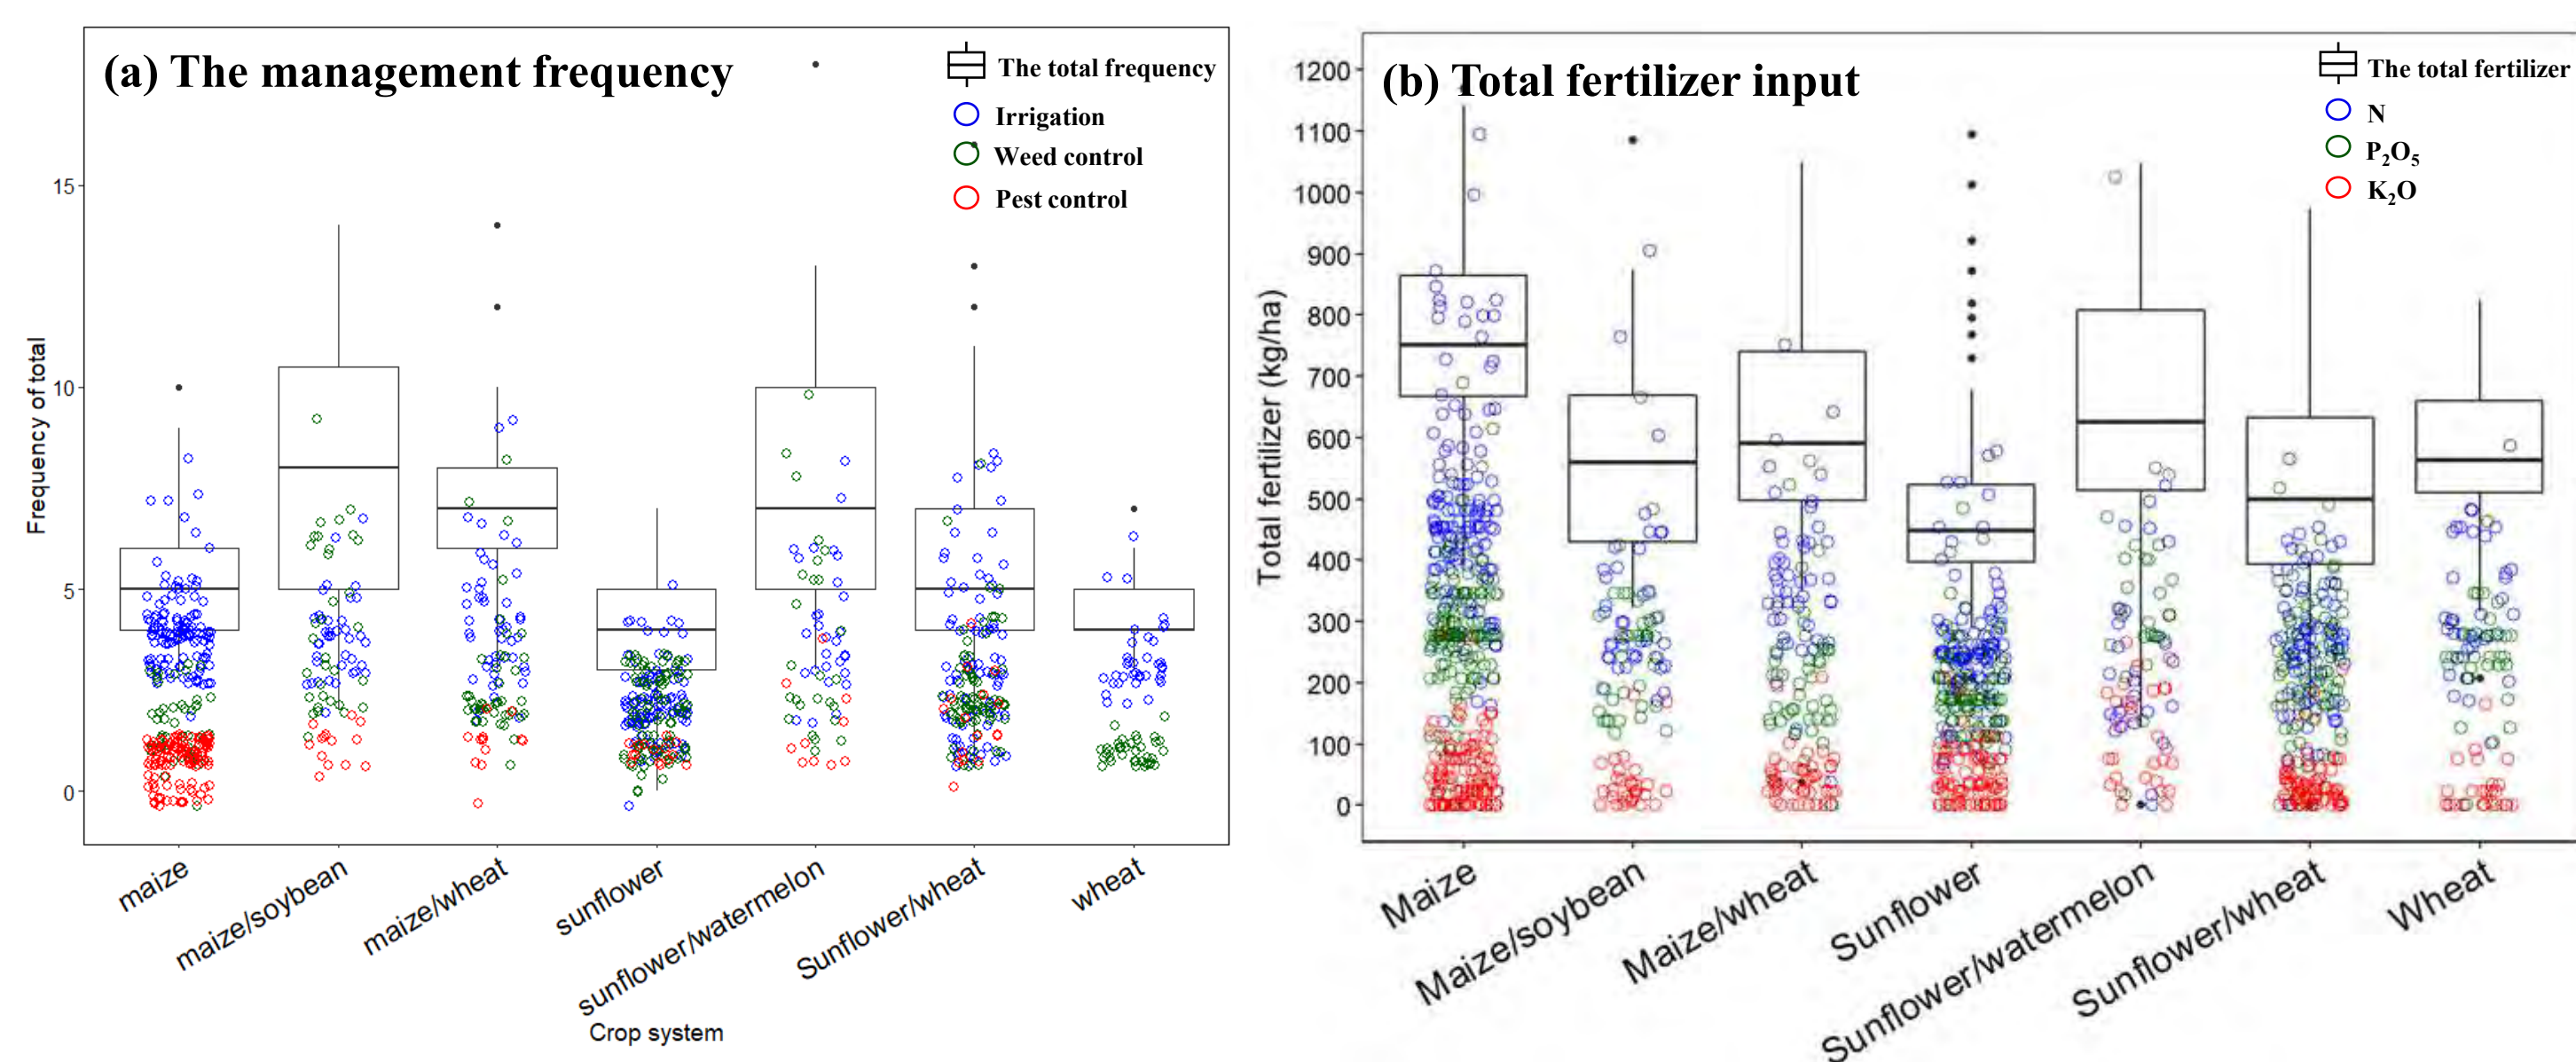 (a) The management frequency
The total frequency
Irrigation
Weed control
Pest control
Frequency of total
15
10
5
0
maize
maize/soybean
maize/wheat
sunflower
sunflower/watermelon
Sunflower/wheat
wheat
Crop system
(b) Total fertilizer input
The total fertilizer
N
P₂O₅
K₂O
Total fertilizer (kg/ha)
1200
1100
1000
900
800
700
600
500
400
300
200
100
0
Maize
Maize/soybean
Maize/wheat
Sunflower
Sunflower/watermelon
Sunflower/wheat
Wheat